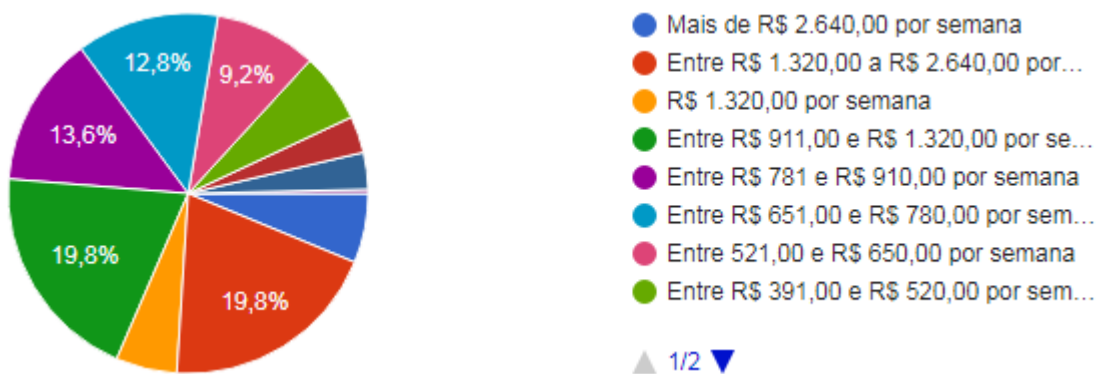 12,8%
9,2%
13,6%
19,8%
19,8%
Mais de R$ 2.640,00 por semana
Entre R$ 1.320,00 a R$ 2.640,00 por...
R$ 1.320,00 por semana
Entre R$ 911,00 e R$ 1.320,00 por se...
Entre R$ 781 e R$ 910,00 por semana
Entre R$ 651,00 e R$ 780,00 por sem...
Entre 521,00 e R$ 650,00 por semana
Entre R$ 391,00 e R$ 520,00 por sem...
1/2